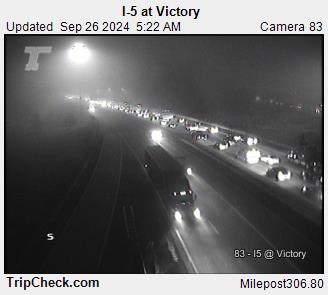 I-5 at Victory
Updated Sep 26 2024 5:22 AM Camera 83
T
S
83 - I5 @ Victory
TripCheck.com Milepost306.80